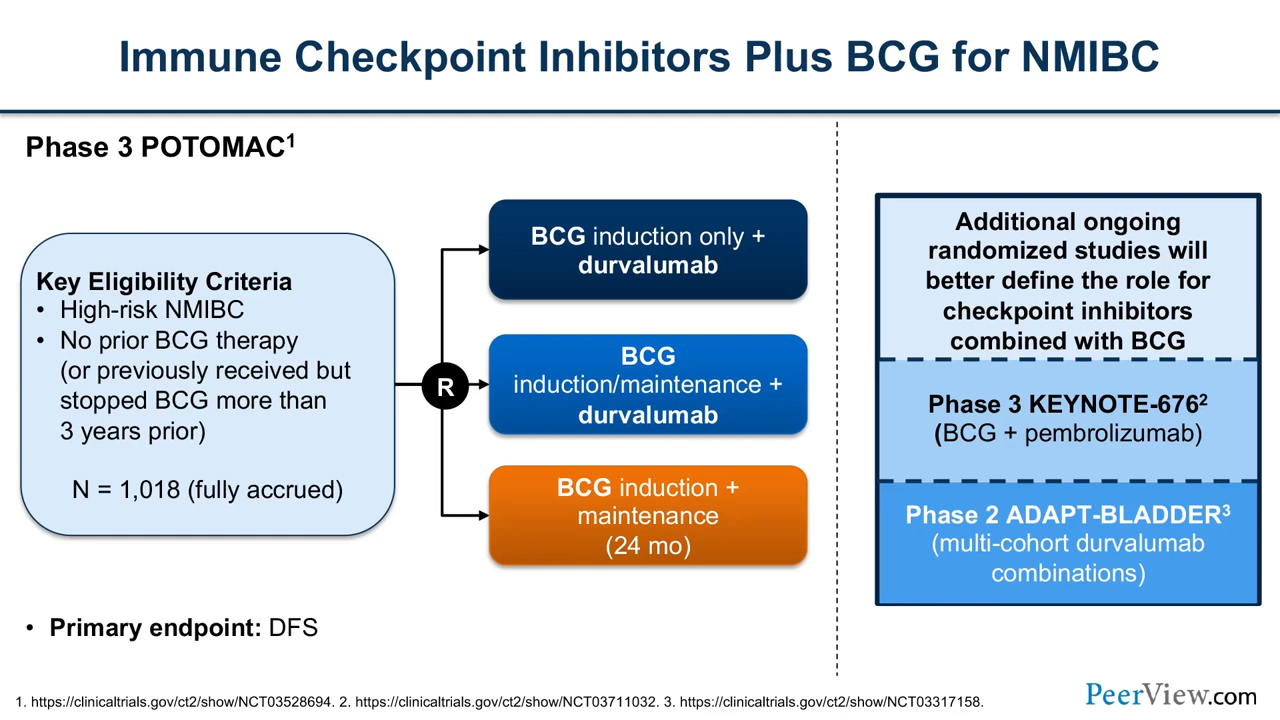 Immune Checkpoint Inhibitors Plus BCG for NMIBC
Phase 3 POTOMAC¹
Key Eligibility Criteria
• High-risk NMIBC
• No prior BCG therapy
(or previously received but
stopped BCG more than
3 years prior)
N = 1,018 (fully accrued)
R
BCG induction only +
durvalumab
BCG
induction/maintenance +
durvalumab
BCG induction +
maintenance
(24 mo)
• Primary endpoint: DFS
Additional ongoing
randomized studies will
better define the role for
checkpoint inhibitors
combined with BCG
Phase 3 KEYNOTE-676²
(BCG + pembrolizumab)
Phase 2 ADAPT-BLADDER³
(multi-cohort durvalumab
combinations)
1. https://clinicaltrials.gov/ct2/show/NCT03528694. 2. https://clinicaltrials.gov/ct2/show/NCT03711032. 3. https://clinicaltrials.gov/ct2/show/NCT03317158.
PeerView.com